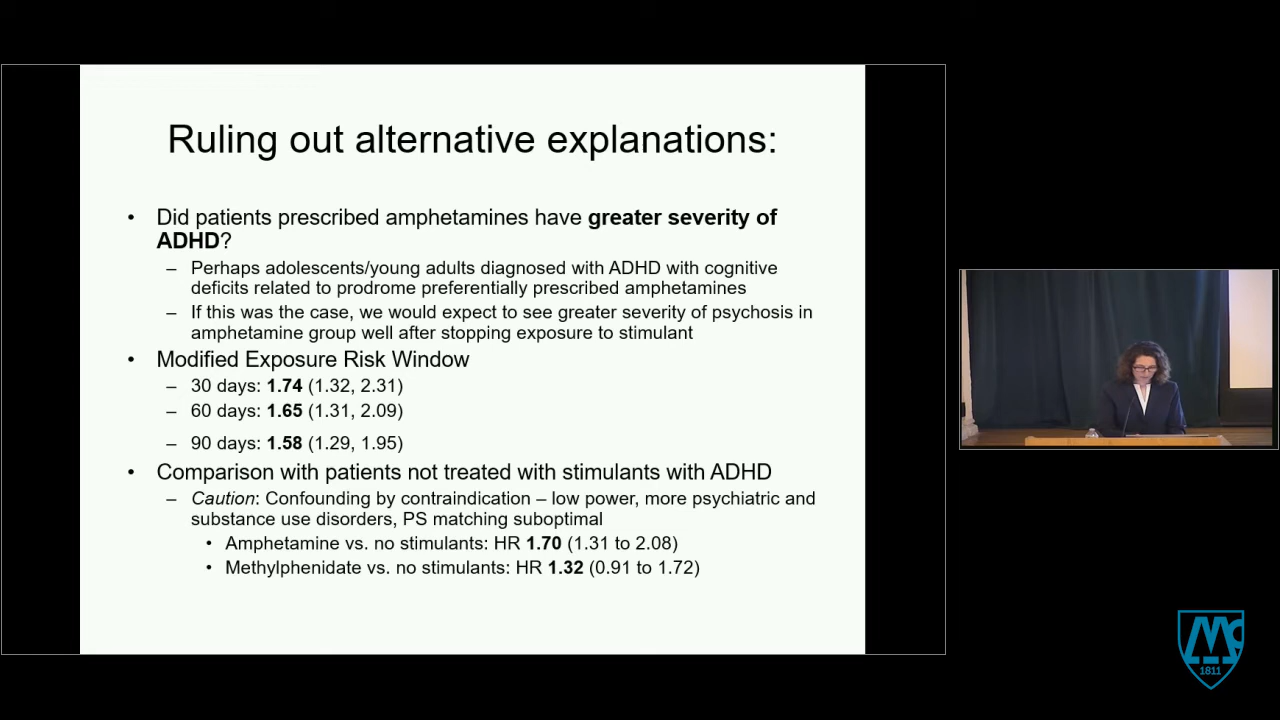 Ruling out alternative explanations:
• Did patients prescribed amphetamines have greater severity of
ADHD?
– Perhaps adolescents/young adults diagnosed with ADHD with cognitive
deficits related to prodrome preferentially prescribed amphetamines
– If this was the case, we would expect to see greater severity of psychosis in
amphetamine group well after stopping exposure to stimulant
• Modified Exposure Risk Window
– 30 days: 1.74 (1.32, 2.31)
– 60 days: 1.65 (1.31, 2.09)
– 90 days: 1.58 (1.29, 1.95)
• Comparison with patients not treated with stimulants with ADHD
– Caution: Confounding by contraindication – low power, more psychiatric and
substance use disorders, PS matching suboptimal
• Amphetamine vs. no stimulants: HR 1.70 (1.31 to 2.08)
• Methylphenidate vs. no stimulants: HR 1.32 (0.91 to 1.72)
Mc
1811